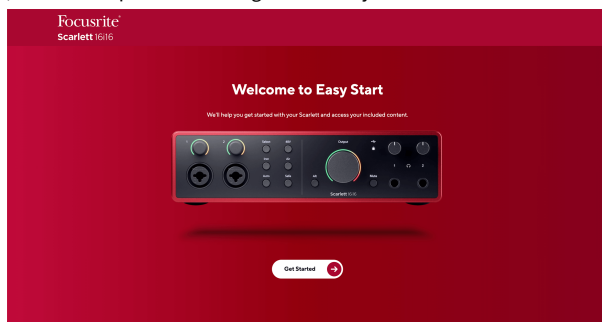 Focusrite®
Scarlett 16i16
Welcome to Easy Start
We'll help you get started with your Scarlett and access your included content.
Select 48V Output
Inst Air
Auto Safe Alt Mute
1 2
Scarlett 16i16
Get Started